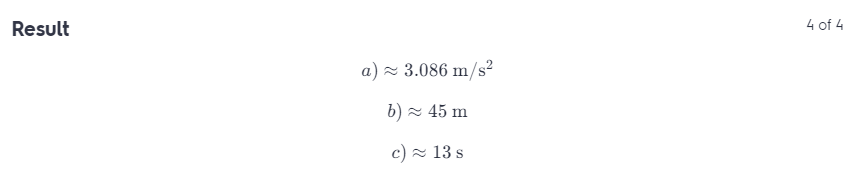 Result
4 of 4
a) ≈ 3.086 m/s²
b) ≈ 45 m
c) ≈ 13 s